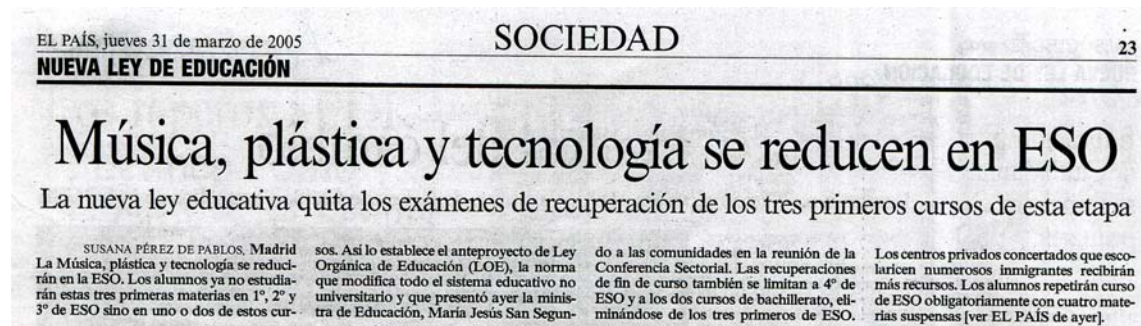 EL PAÍS, jueves 31 de marzo de 2005
SOCIEDAD
23
NUEVA LEY DE EDUCACIÓN
Música, plástica y tecnología se reducen en ESO
La nueva ley educativa quita los exámenes de recuperación de los tres primeros cursos de esta etapa
SUSANA PÉREZ DE PABLOS, Madrid
La Música, plástica y tecnología se reduci-
rán en la ESO. Los alumnos ya no estudia-
rán estas tres primeras materias en 1º, 2º y
3º de ESO sino en uno o dos de estos cur-
sos. Así lo establece el anteproyecto de Ley
Orgánica de Educación (LOE), la norma
que modifica todo el sistema educativo no
universitario y que presentó ayer la minis-
tra de Educación, María Jesús San Segun-
do a las comunidades en la reunión de la
Conferencia Sectorial. Las recuperaciones
de fin de curso también se limitan a 4º de
ESO y a los dos cursos de bachillerato, eli-
minándose de los tres primeros de ESO.
Los centros privados concertados que esco-
laricen numerosos inmigrantes recibirán
más recursos. Los alumnos repetirán curso
de ESO obligatoriamente con cuatro mate-
rias suspensas [ver EL PAÍS de ayer].